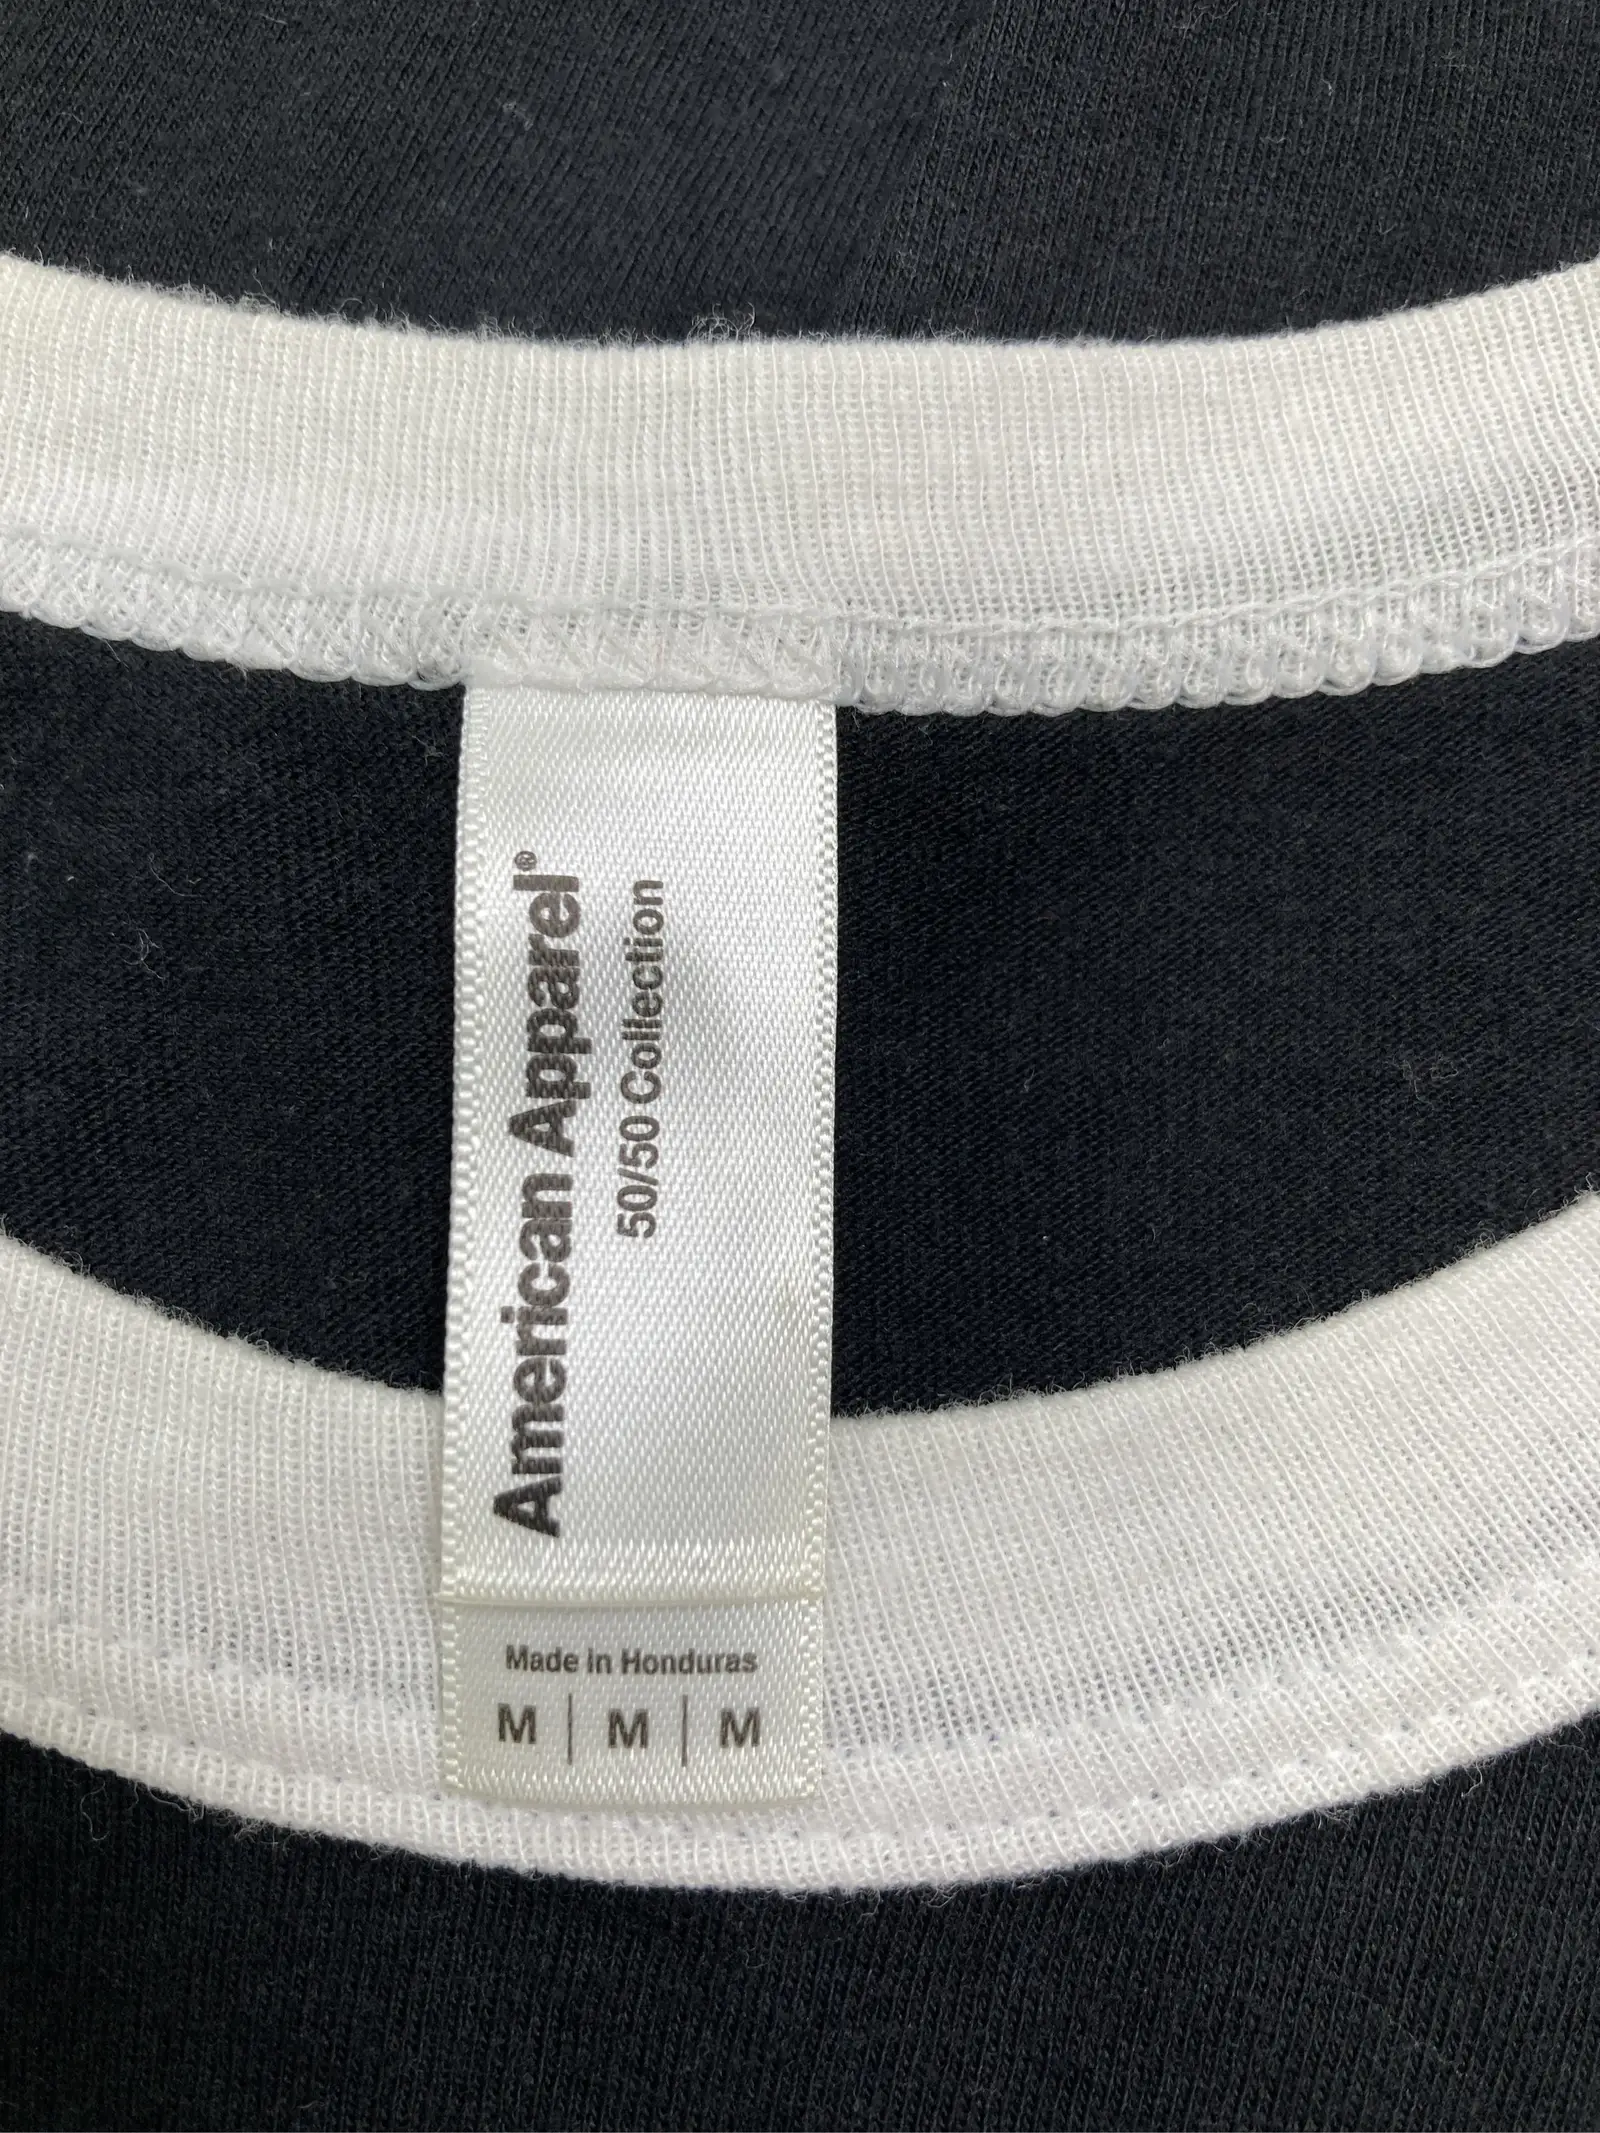 American Apparel®
50/50 Collection
Made in Honduras
M | M | M